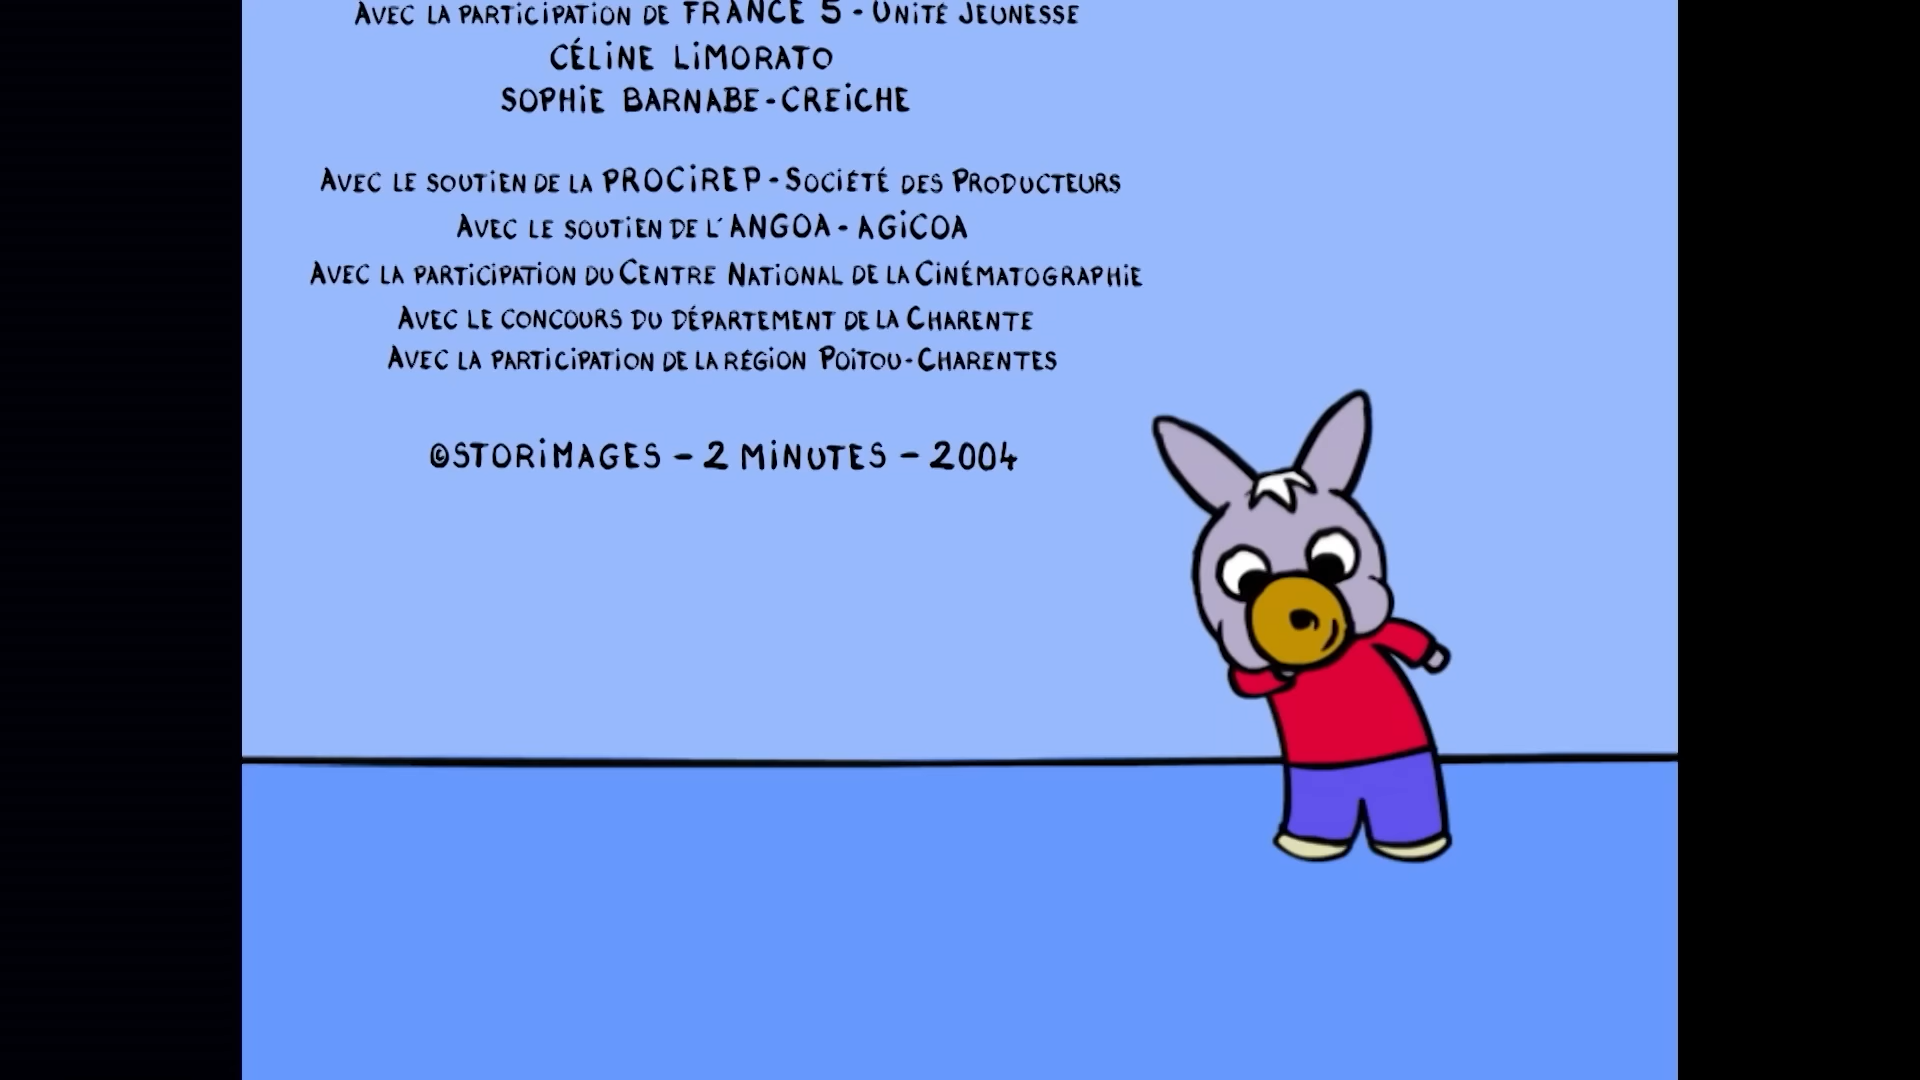 AVEC LA PARTiCiPATiON DE FRANCE 5 - UNiTÉ JEUNESSE
CÉLiNE LiMORATO
SOPHiE BARNABE-CREiCHE
AVEC LE SOUTiEN DE LA PROCiREP - SOCiÉTÉ DES PRODUCTEURS
AVEC LE SOUTiEN DE L'ANGOA - AGiCOA
AVEC LA PARTiCiPATiON DU CENTRE NATiONAL DE LA CiNÉMATOGRAPHiE
AVEC LE CONCOURS DU DÉPARTEMENT DE LA CHARENTE
AVEC LA PARTiCiPATiON DE LA RÉGiON POiTOU-CHARENTES
©STORiMAGES - 2 MiNUTES - 2004